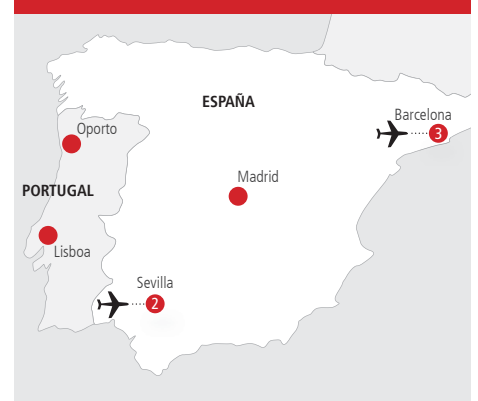 ESPAÑA
Barcelona
3
Oporto
Madrid
PORTUGAL
Lisboa
Sevilla
2